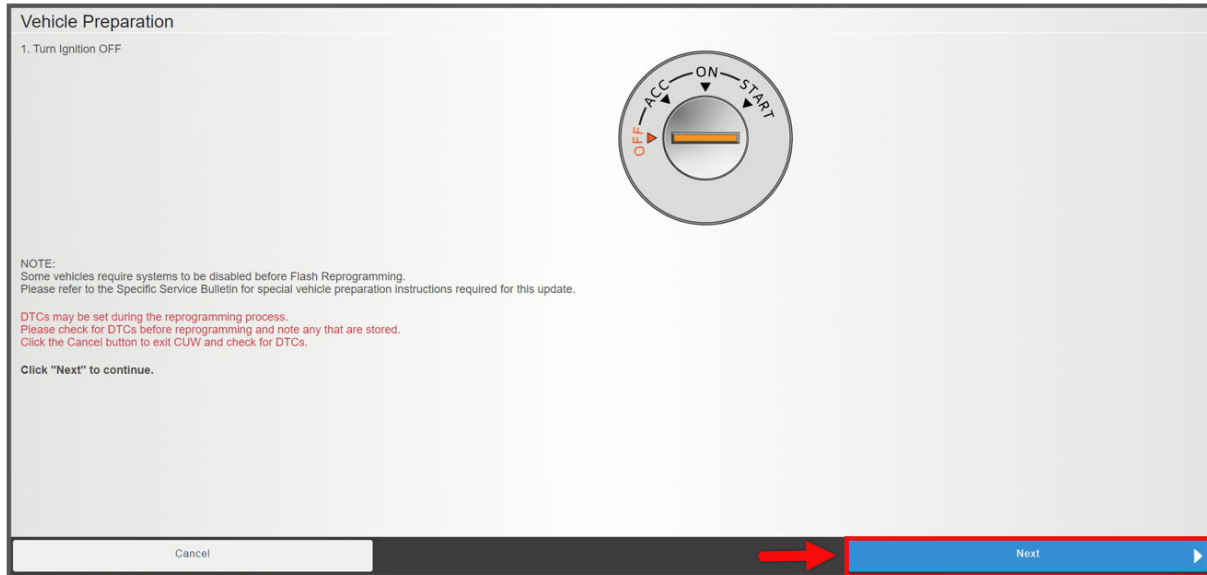 Vehicle Preparation
1. Turn Ignition OFF
OFF
ACC
ON
START
NOTE:
Some vehicles require systems to be disabled before Flash Reprogramming.
Please refer to the Specific Service Bulletin for special vehicle preparation instructions required for this update.
DTCs may be set during the reprogramming process.
Please check for DTCs before reprogramming and note any that are stored.
Click the Cancel button to exit CUW and check for DTCs.
Click "Next" to continue.
Cancel
Next